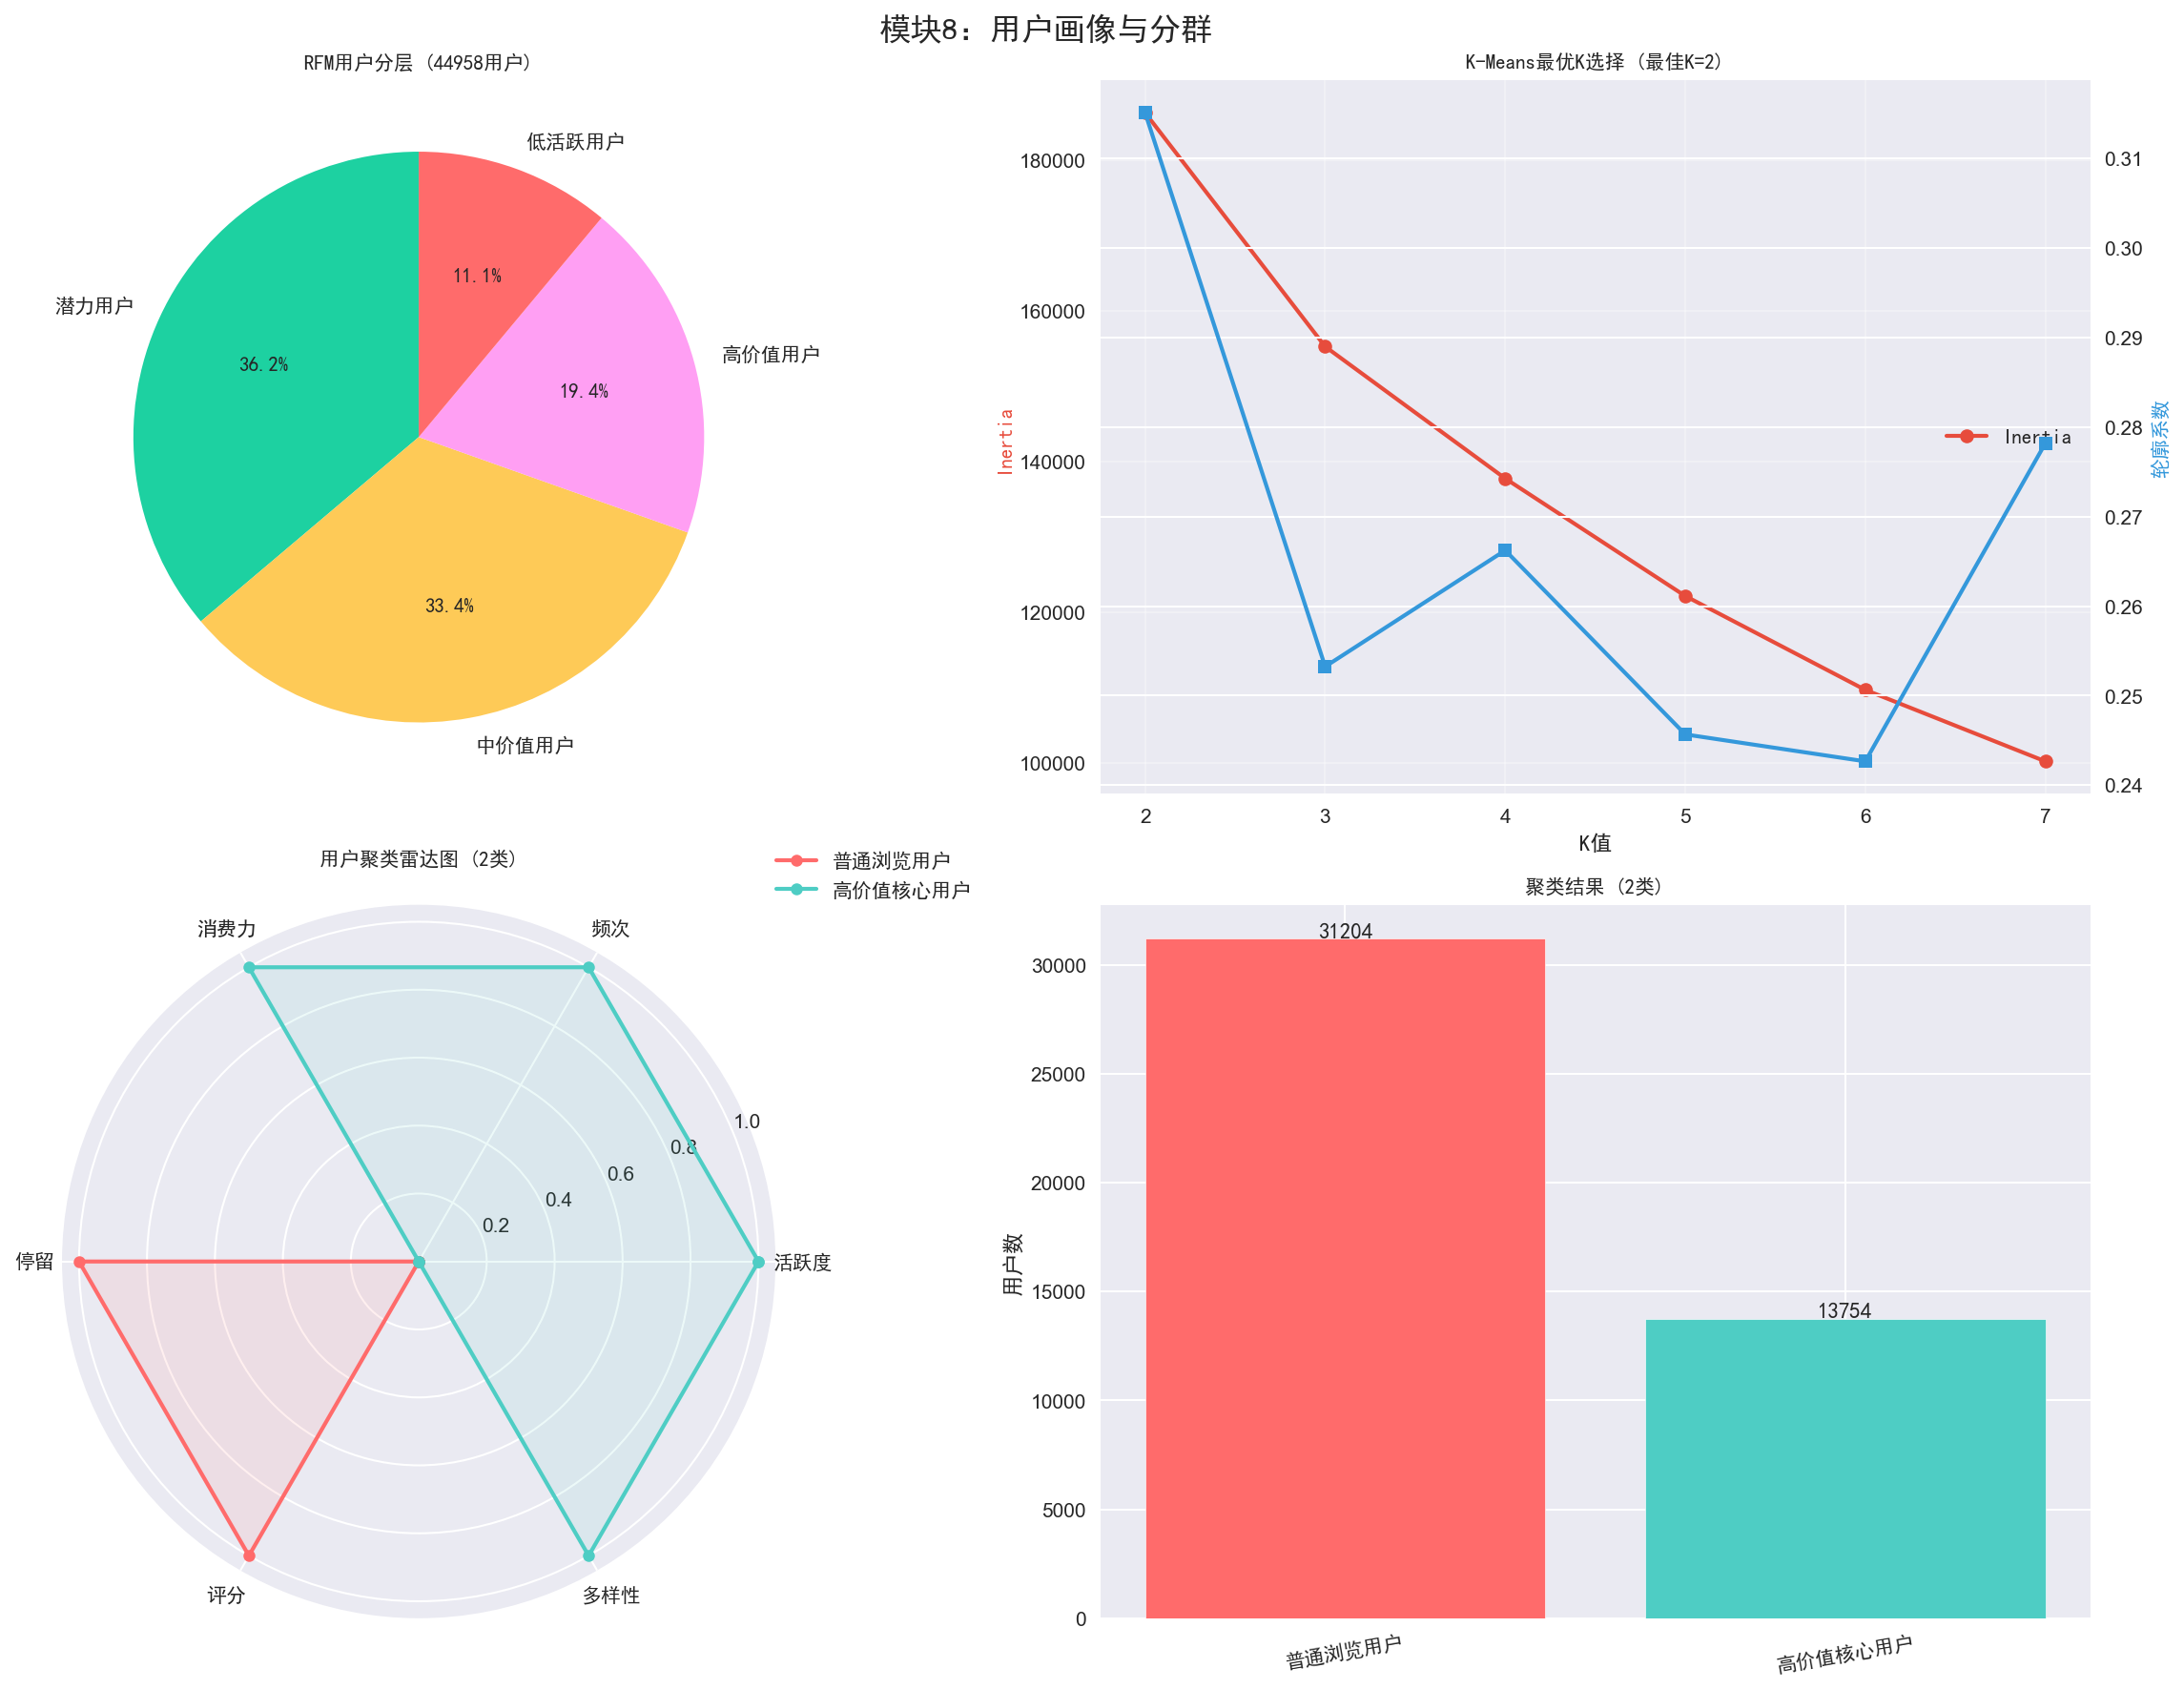 模块8：用户画像与分群
RFM用户分层 (44958用户)
低活跃用户
11.1%
潜力用户
高价值用户
36.2%
19.4%
33.4%
中价值用户
K-Means最优K选择 (最佳K=2)
180000
160000
140000
120000
100000
Inertia
0.31
0.30
0.29
0.28
0.27
0.26
0.25
0.24
轮廓系数
Inertia
2 3 4 5 6 7
K值
用户聚类雷达图 (2类)
普通浏览用户
高价值核心用户
消费力
频次
停留
活跃度
评分
多样性
1.0
0.8
0.6
0.4
0.2
聚类结果 (2类)
31204
13754
30000
25000
20000
15000
10000
5000
0
用户数
普通浏览用户
高价值核心用户